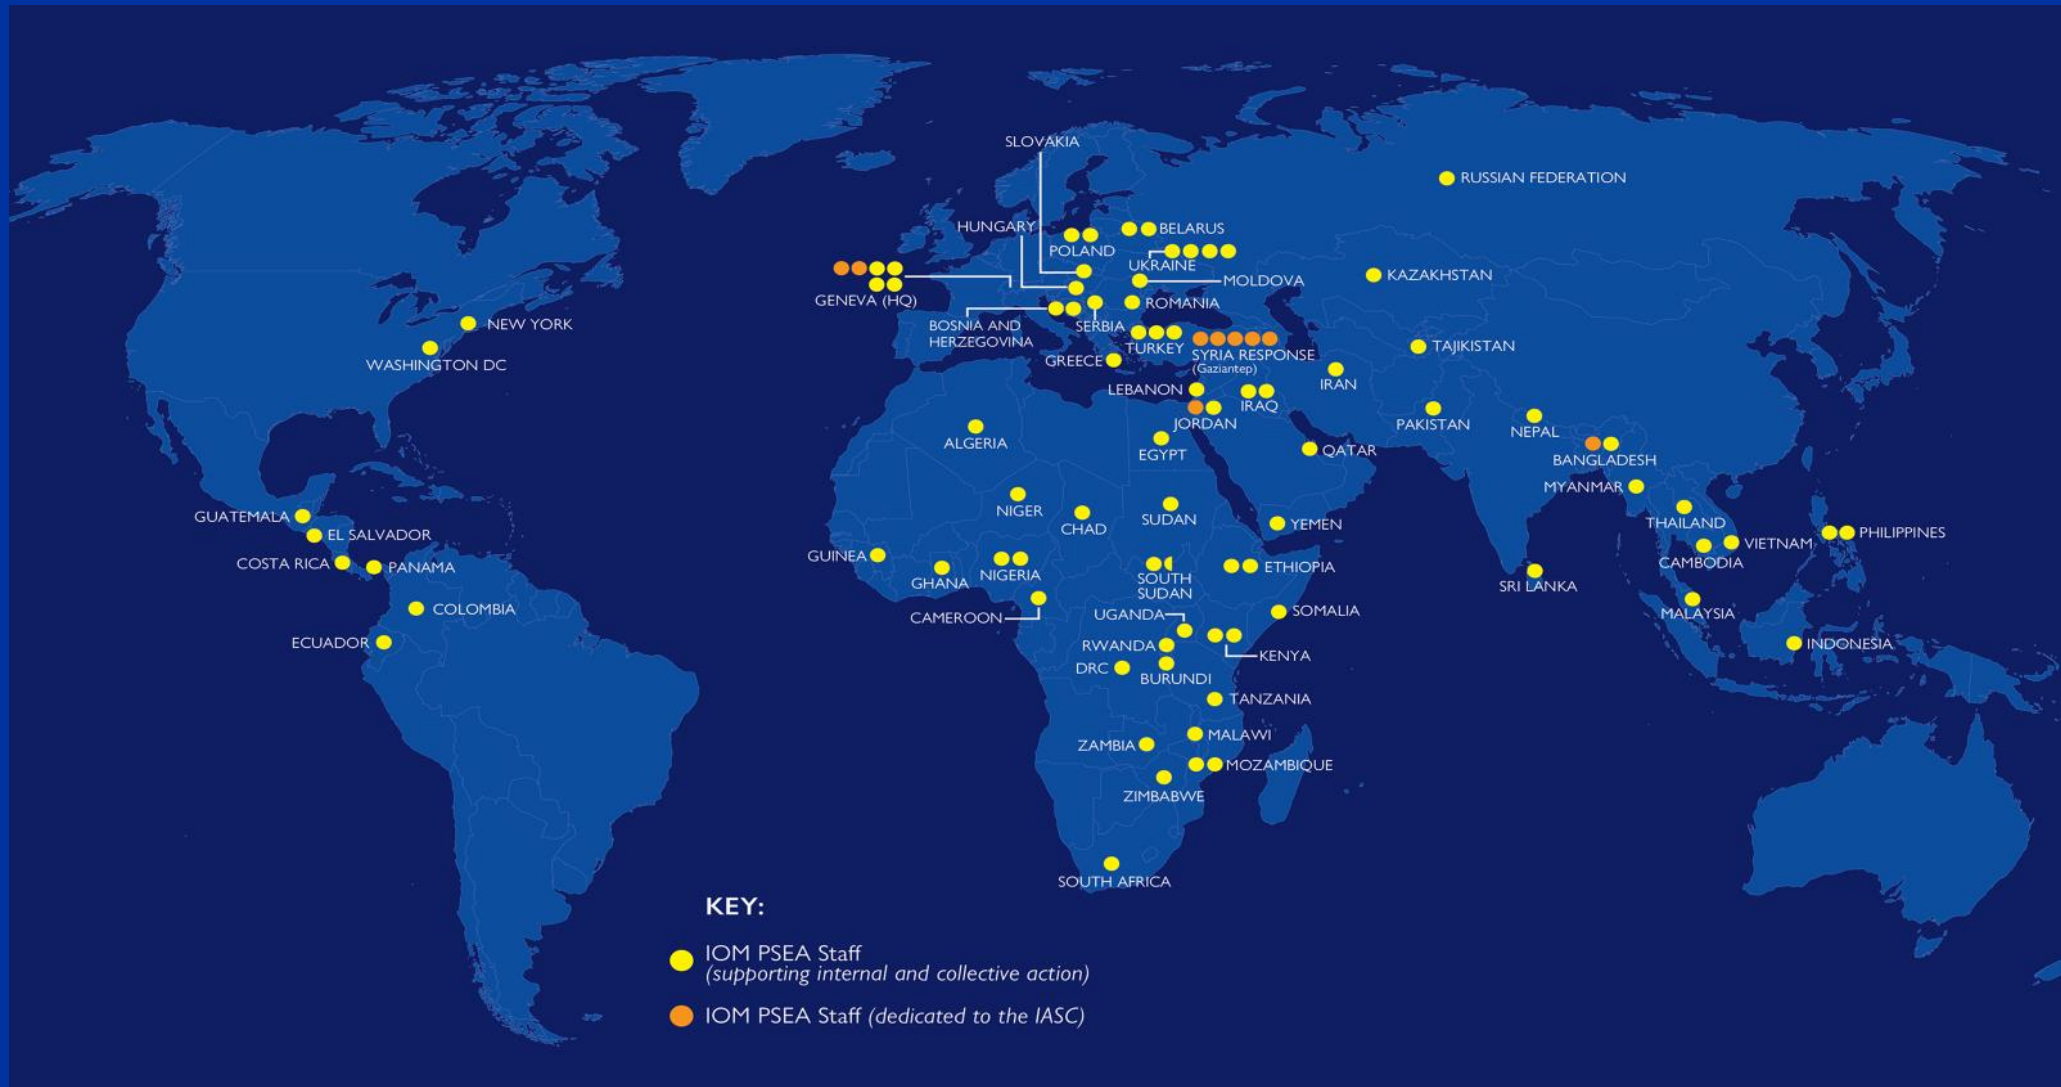 SLOVAKIA
RUSSIAN FEDERATION
HUNGARY
BELARUS
POLAND
UKRAINE
MOLDOVA
KAZAKHSTAN
GENEVA (HQ)
ROMANIA
NEW YORK
BOSNIA AND
HERZEGOVINA
SERBIA
TURKEY
SYRIA RESPONSE
(Gaziantep)
TAJIKISTAN
WASHINGTON DC
GREECE
IRAN
LEBANON
IRAQ
JORDAN
PAKISTAN
NEPAL
ALGERIA
EGYPT
QATAR
BANGLADESH
MYANMAR
NIGER
CHAD
SUDAN
YEMEN
THAILAND
GUATEMALA
EL SALVADOR
PHILIPPINES
VIETNAM
CAMBODIA
GUINEA
COSTA RICA
PANAMA
GHANA
NIGERIA
SOUTH
SUDAN
ETHIOPIA
SRI LANKA
COLOMBIA
CAMEROON
UGANDA
SOMALIA
MALAYSIA
ECUADOR
RWANDA
KENYA
INDONESIA
DRC
BURUNDI
TANZANIA
MALAWI
ZAMBIA
MOZAMBIQUE
ZIMBABWE
SOUTH AFRICA
KEY:
IOM PSEA Staff
(supporting internal and collective action)
IOM PSEA Staff (dedicated to the IASC)